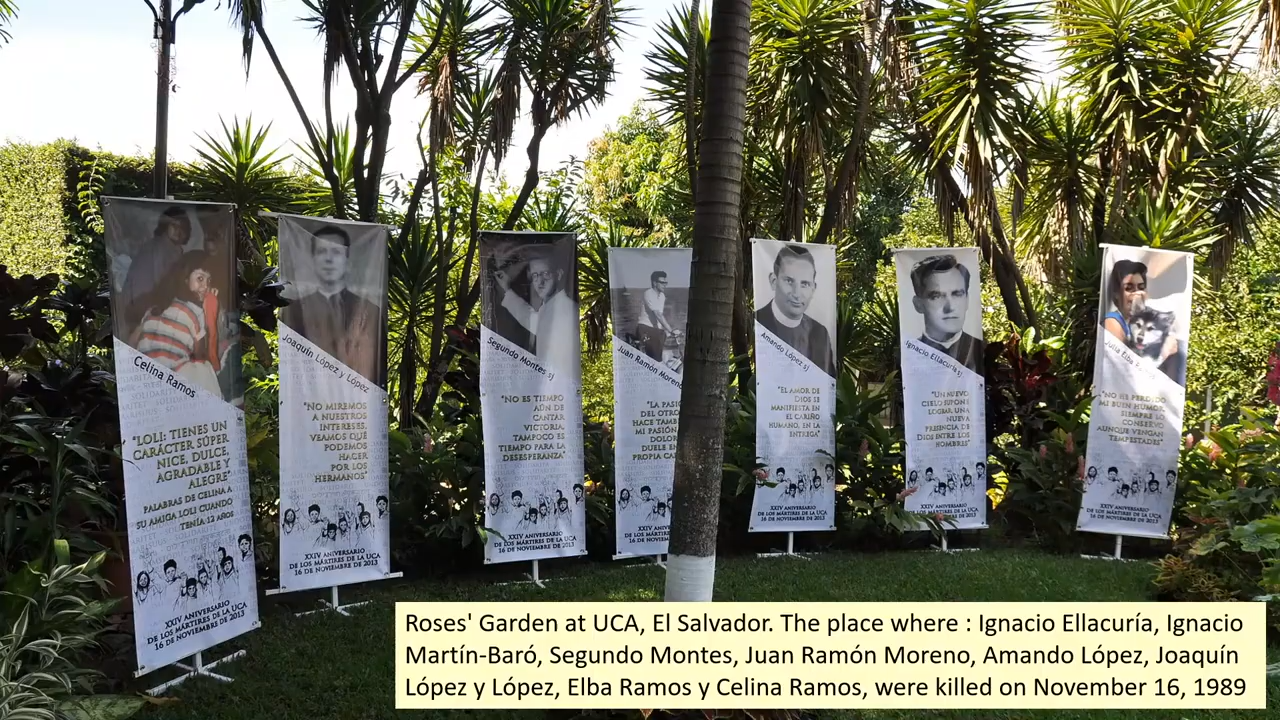 Celina Ramos
"LOLI: TIENES UN
CARÁCTER SÚPER
NICE, DULCE,
AGRADABLE Y
ALEGRE"
PALABRAS DE CELINA A
SU AMIGA LOLI CUANDO
TENÍA 12 AÑOS
XXIV ANIVERSARIO
DE LOS MÁRTIRES DE LA UCA
16 DE NOVIEMBRE DE 2013
Joaquín López y López
"NO MIREMOS
A NUESTROS
INTERESES,
VEAMOS QUE
PODEMOS
HACER
POR LOS
HERMANOS"
XXIV ANIVERSARIO
DE LOS MÁRTIRES DE LA UCA
16 DE NOVIEMBRE DE 2013
Segundo Montes sj
"NO ES TIEMPO
AÚN DE
CANTAR
VICTORIA,
TAMPOCO ES
TIEMPO PARA LA
DESESPERANZA"
XXIV ANIVERSARIO
DE LOS MÁRTIRES DE LA UCA
16 DE NOVIEMBRE DE 2013
Juan Ramón Moreno
"LA
DEL
HACE
MI
DUELE EN
PROPIA
XXIV ANIVERSARIO
DE LOS MÁRTIRES DE
16 DE NOVIEMBRE
Amando López sj
"EL AMOR DE
DIOS SE
MANIFIESTA
EN EL
CARIÑO
HUMANO, EN LA
ENTREGA"
XXIV ANIVERSARIO
DE LOS MÁRTIRES DE LA UCA
16 DE NOVIEMBRE DE 2013
Ignacio Ellacuría sj
"UN NUEVO
CIELO SUPONE
LOGRAR UNA
NUEVA
PRESENCIA DE
DIOS ENTRE LOS
HOMBRES"
XXIV ANIVERSARIO
DE LOS MÁRTIRES DE LA UCA
16 DE NOVIEMBRE DE 2013
Julia Elba
"NO HE PERDIDO
MI BUEN HUMOR,
SIEMPRE LO
CONSERVO
AUNQUE VENGAN
TEMPESTADES"
XXIV ANIVERSARIO
DE LOS MÁRTIRES DE LA UCA
16 DE NOVIEMBRE DE 2013
Roses' Garden at UCA, El Salvador. The place where : Ignacio Ellacuría, Ignacio
Martín-Baró, Segundo Montes, Juan Ramón Moreno, Amando López, Joaquín
López y López, Elba Ramos y Celina Ramos, were killed on November 16, 1989